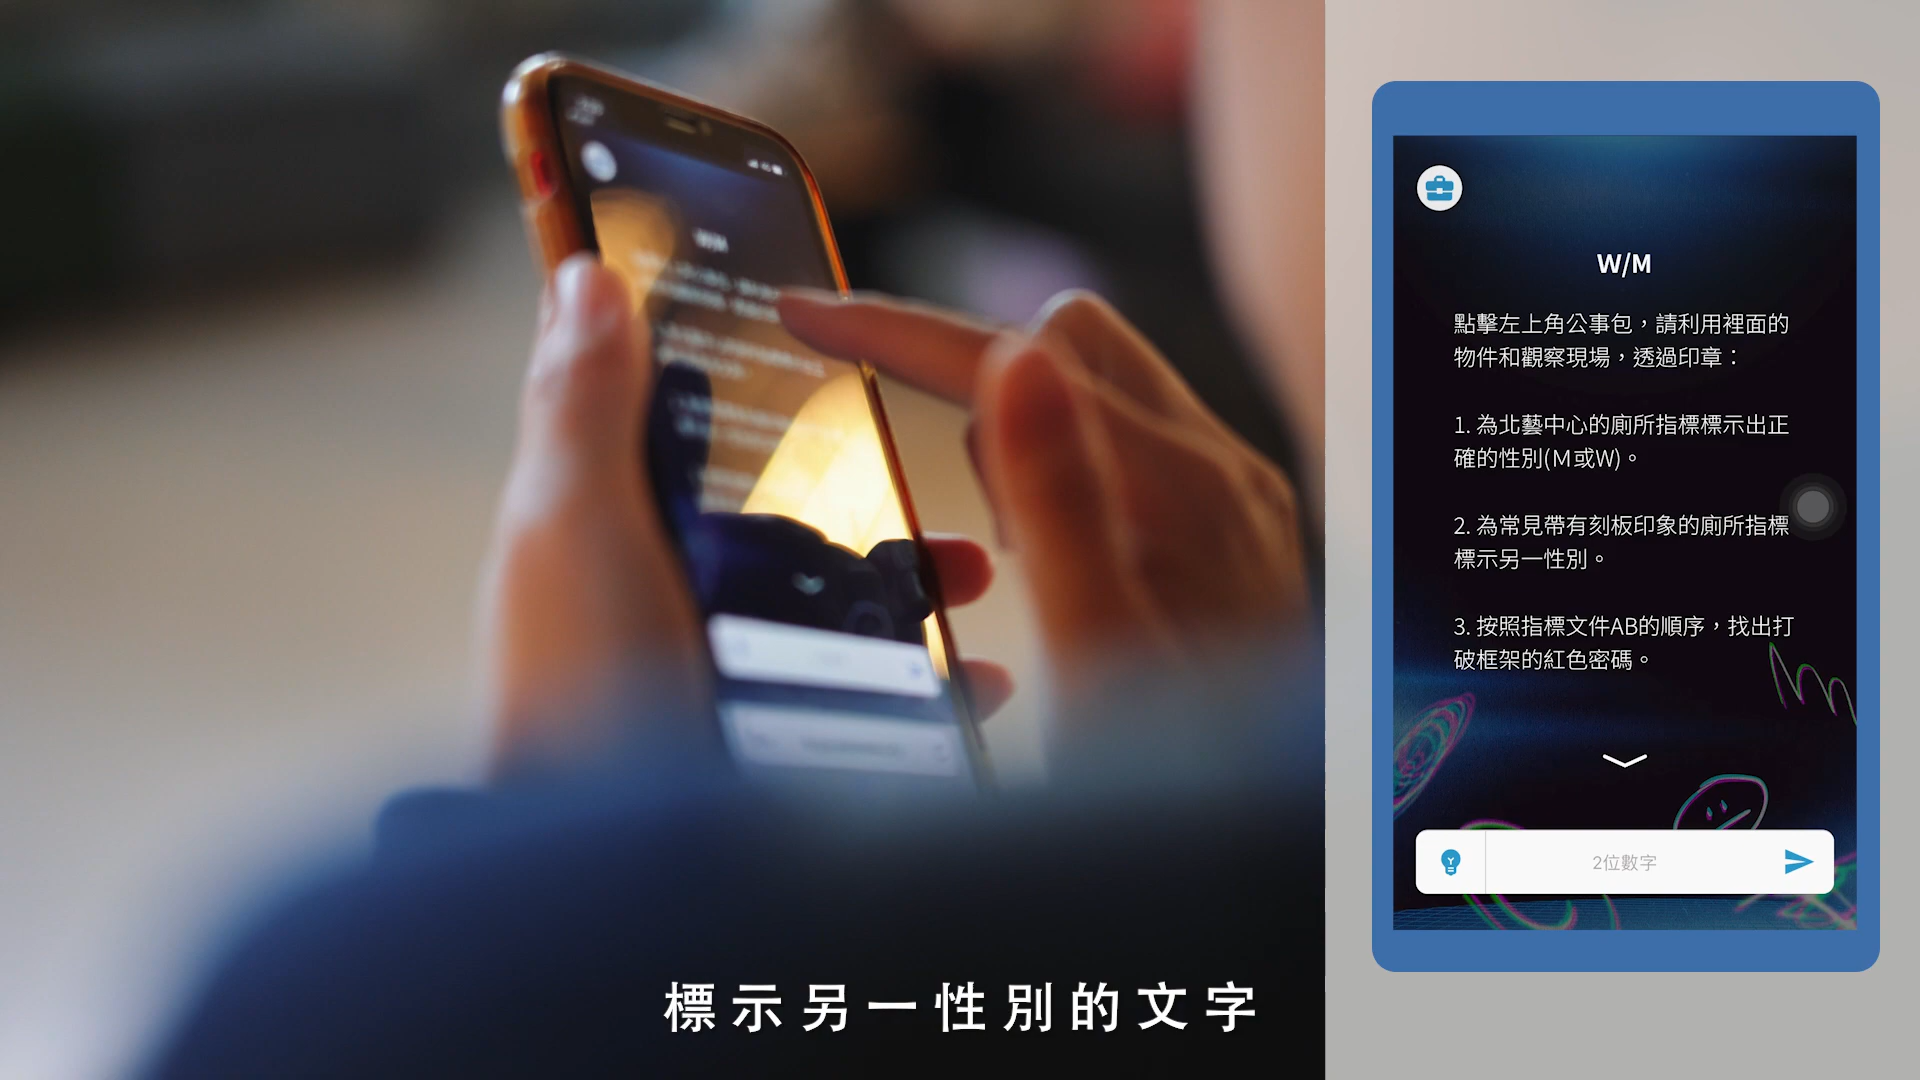 W/M
點擊左上角公事包，請利用裡面的
物件和觀察現場，透過印章：
1. 為北藝中心的廁所指標標示出正
確的性別(M或W)。
2. 為常見帶有刻板印象的廁所指標
標示另一性別。
3. 按照指標文件AB的順序，找出打
破框架的紅色密碼。
2位數字
標示另一性別的文字